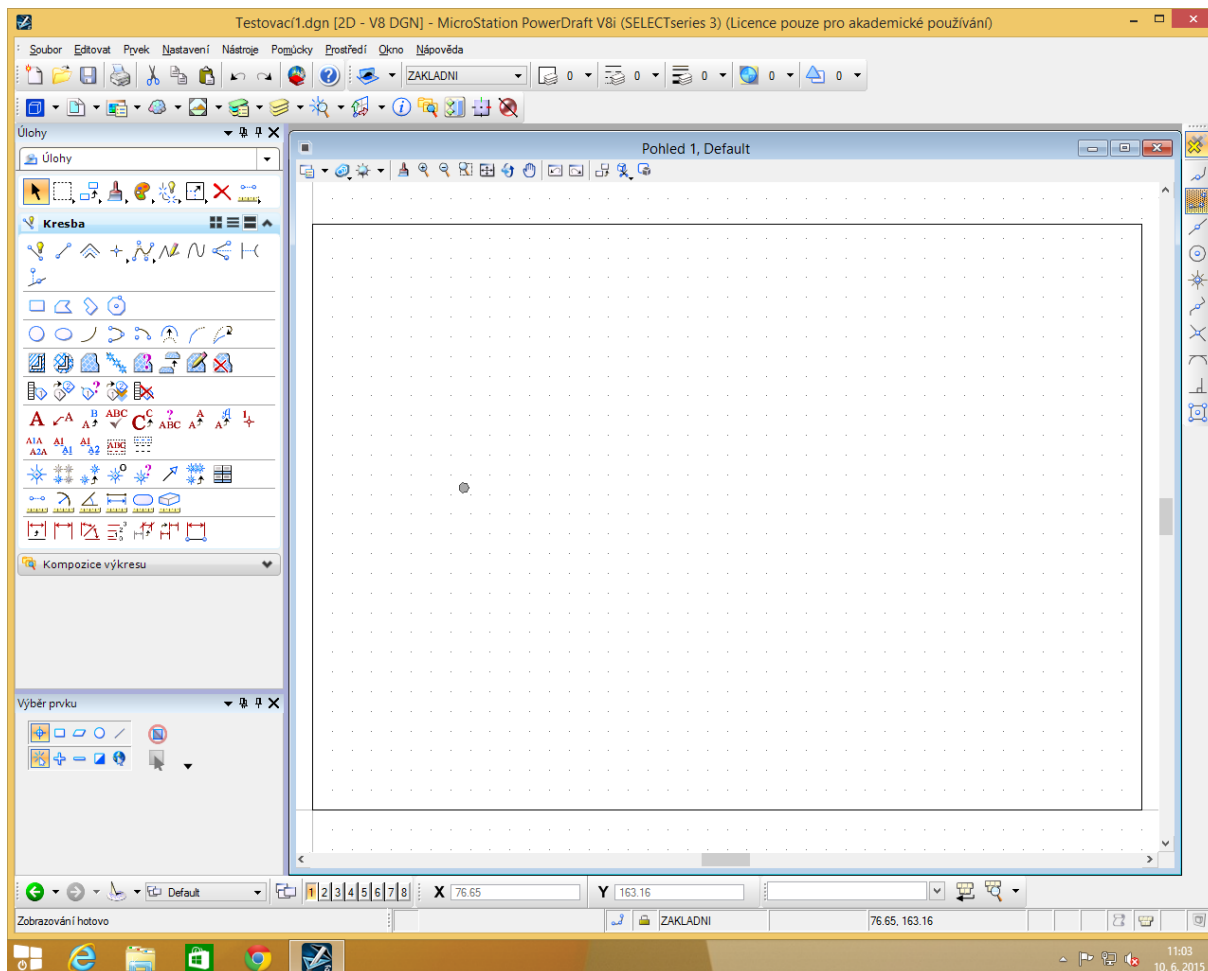 Testovací1.dgn [2D - V8 DGN] - MicroStation PowerDraft V8i (SELECTseries 3) (Licence pouze pro akademické používání)
Soubor Editovat Prvek Nastavení Nástroje Pomůcky Prostředí Okno Nápověda
ZAKLADNI 0 0 0 0 0
Úlohy
Úlohy
Pohled 1, Default
Kresba
Kompozice výkresu
Výběr prvku
Default 1 2 3 4 5 6 7 8 X 76.65 Y 163.16
Zobrazování hotovo ZAKLADNI 76.65, 163.16
11:03
10. 6. 2015